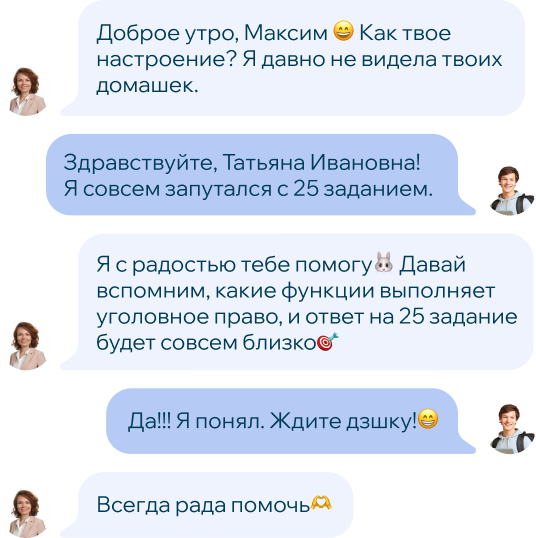 Доброе утро, Максим 😄 Как твое
настроение? Я давно не видела твоих
домашек.
Здравствуйте, Татьяна Ивановна!
Я совсем запутался с 25 заданием.
Я с радостью тебе помогу🐰 Давай
вспомним, какие функции выполняет
уголовное право, и ответ на 25 задание
будет совсем близко🎯
Да!!! Я понял. Ждите дзшку!😄
Всегда рада помочь🫶